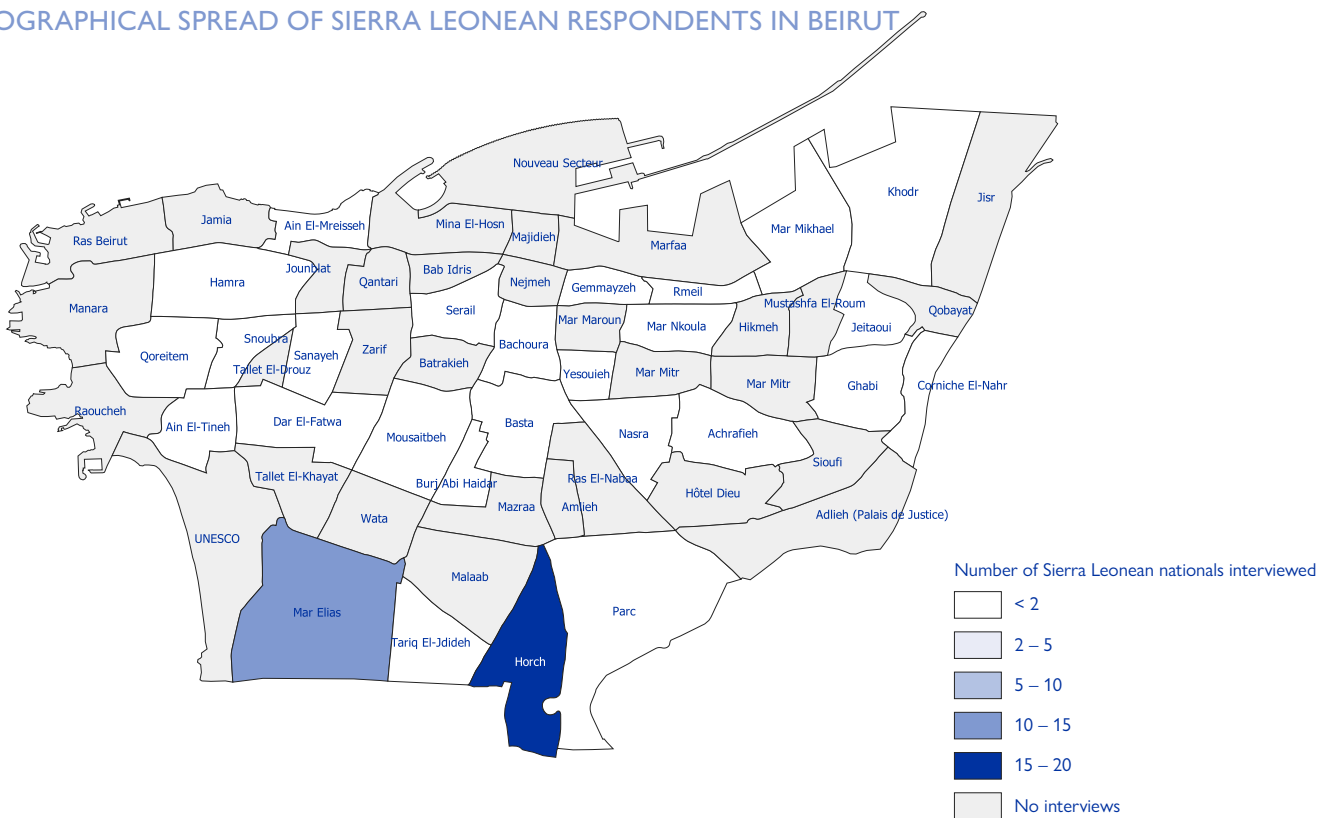 OGRAPHICAL SPREAD OF SIERRA LEONEAN RESPONDENTS IN BEIRUT
Nouveau Secteur
Khodr
Jisr
Jamia
Ain El-Mreisseh
Mina El-Hosn
Majidieh
Mar Mikhael
Ras Beirut
Marfaa
Jounblat
Bab Idris
Hamra
Qantari
Nejmeh
Gemmayzeh
Rmeil
Mustashfa El-Roum
Manara
Serail
Mar Maroun
Mar Nkoula
Hikmeh
Jeitaoui
Qobayat
Snoubra
Bachoura
Qoreitem
Sanayeh
Zarif
Batrakieh
Tallet El-Drouz
Yesouieh
Mar Mitr
Mar Mitr
Ghabi
Corniche El-Nahr
Raoucheh
Ain El-Tineh
Dar El-Fatwa
Mousaitbeh
Basta
Nasra
Achrafieh
Sioufi
Tallet El-Khayat
Burj Abi Haidar
Ras El-Nabaa
Hôtel Dieu
Mazraa
Amlieh
Wata
Adlieh (Palais de Justice)
UNESCO
Malaab
Mar Elias
Parc
Tariq El-Jdideh
Horch
Number of Sierra Leonean nationals interviewed
< 2
2 – 5
5 – 10
10 – 15
15 – 20
No interviews